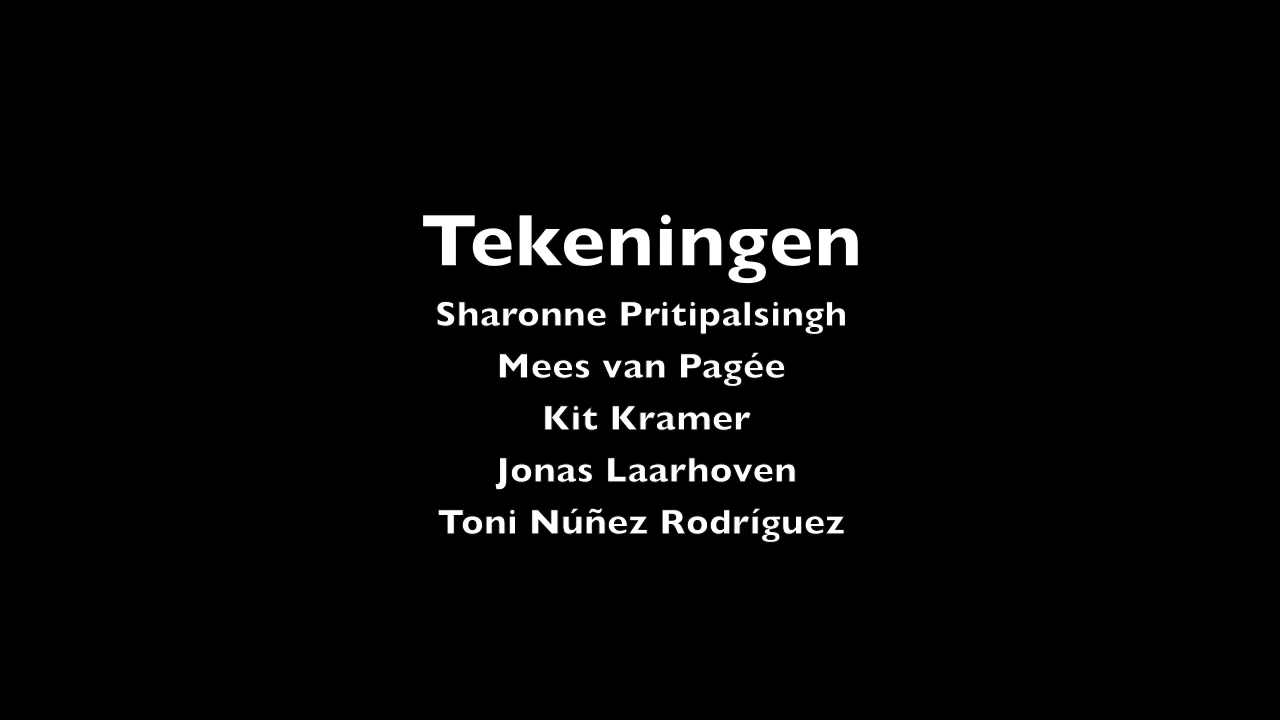 Tekeningen
Sharonne Pritipalsingh
Mees van Pagée
Kit Kramer
Jonas Laarhoven
Toni Núñez Rodríguez